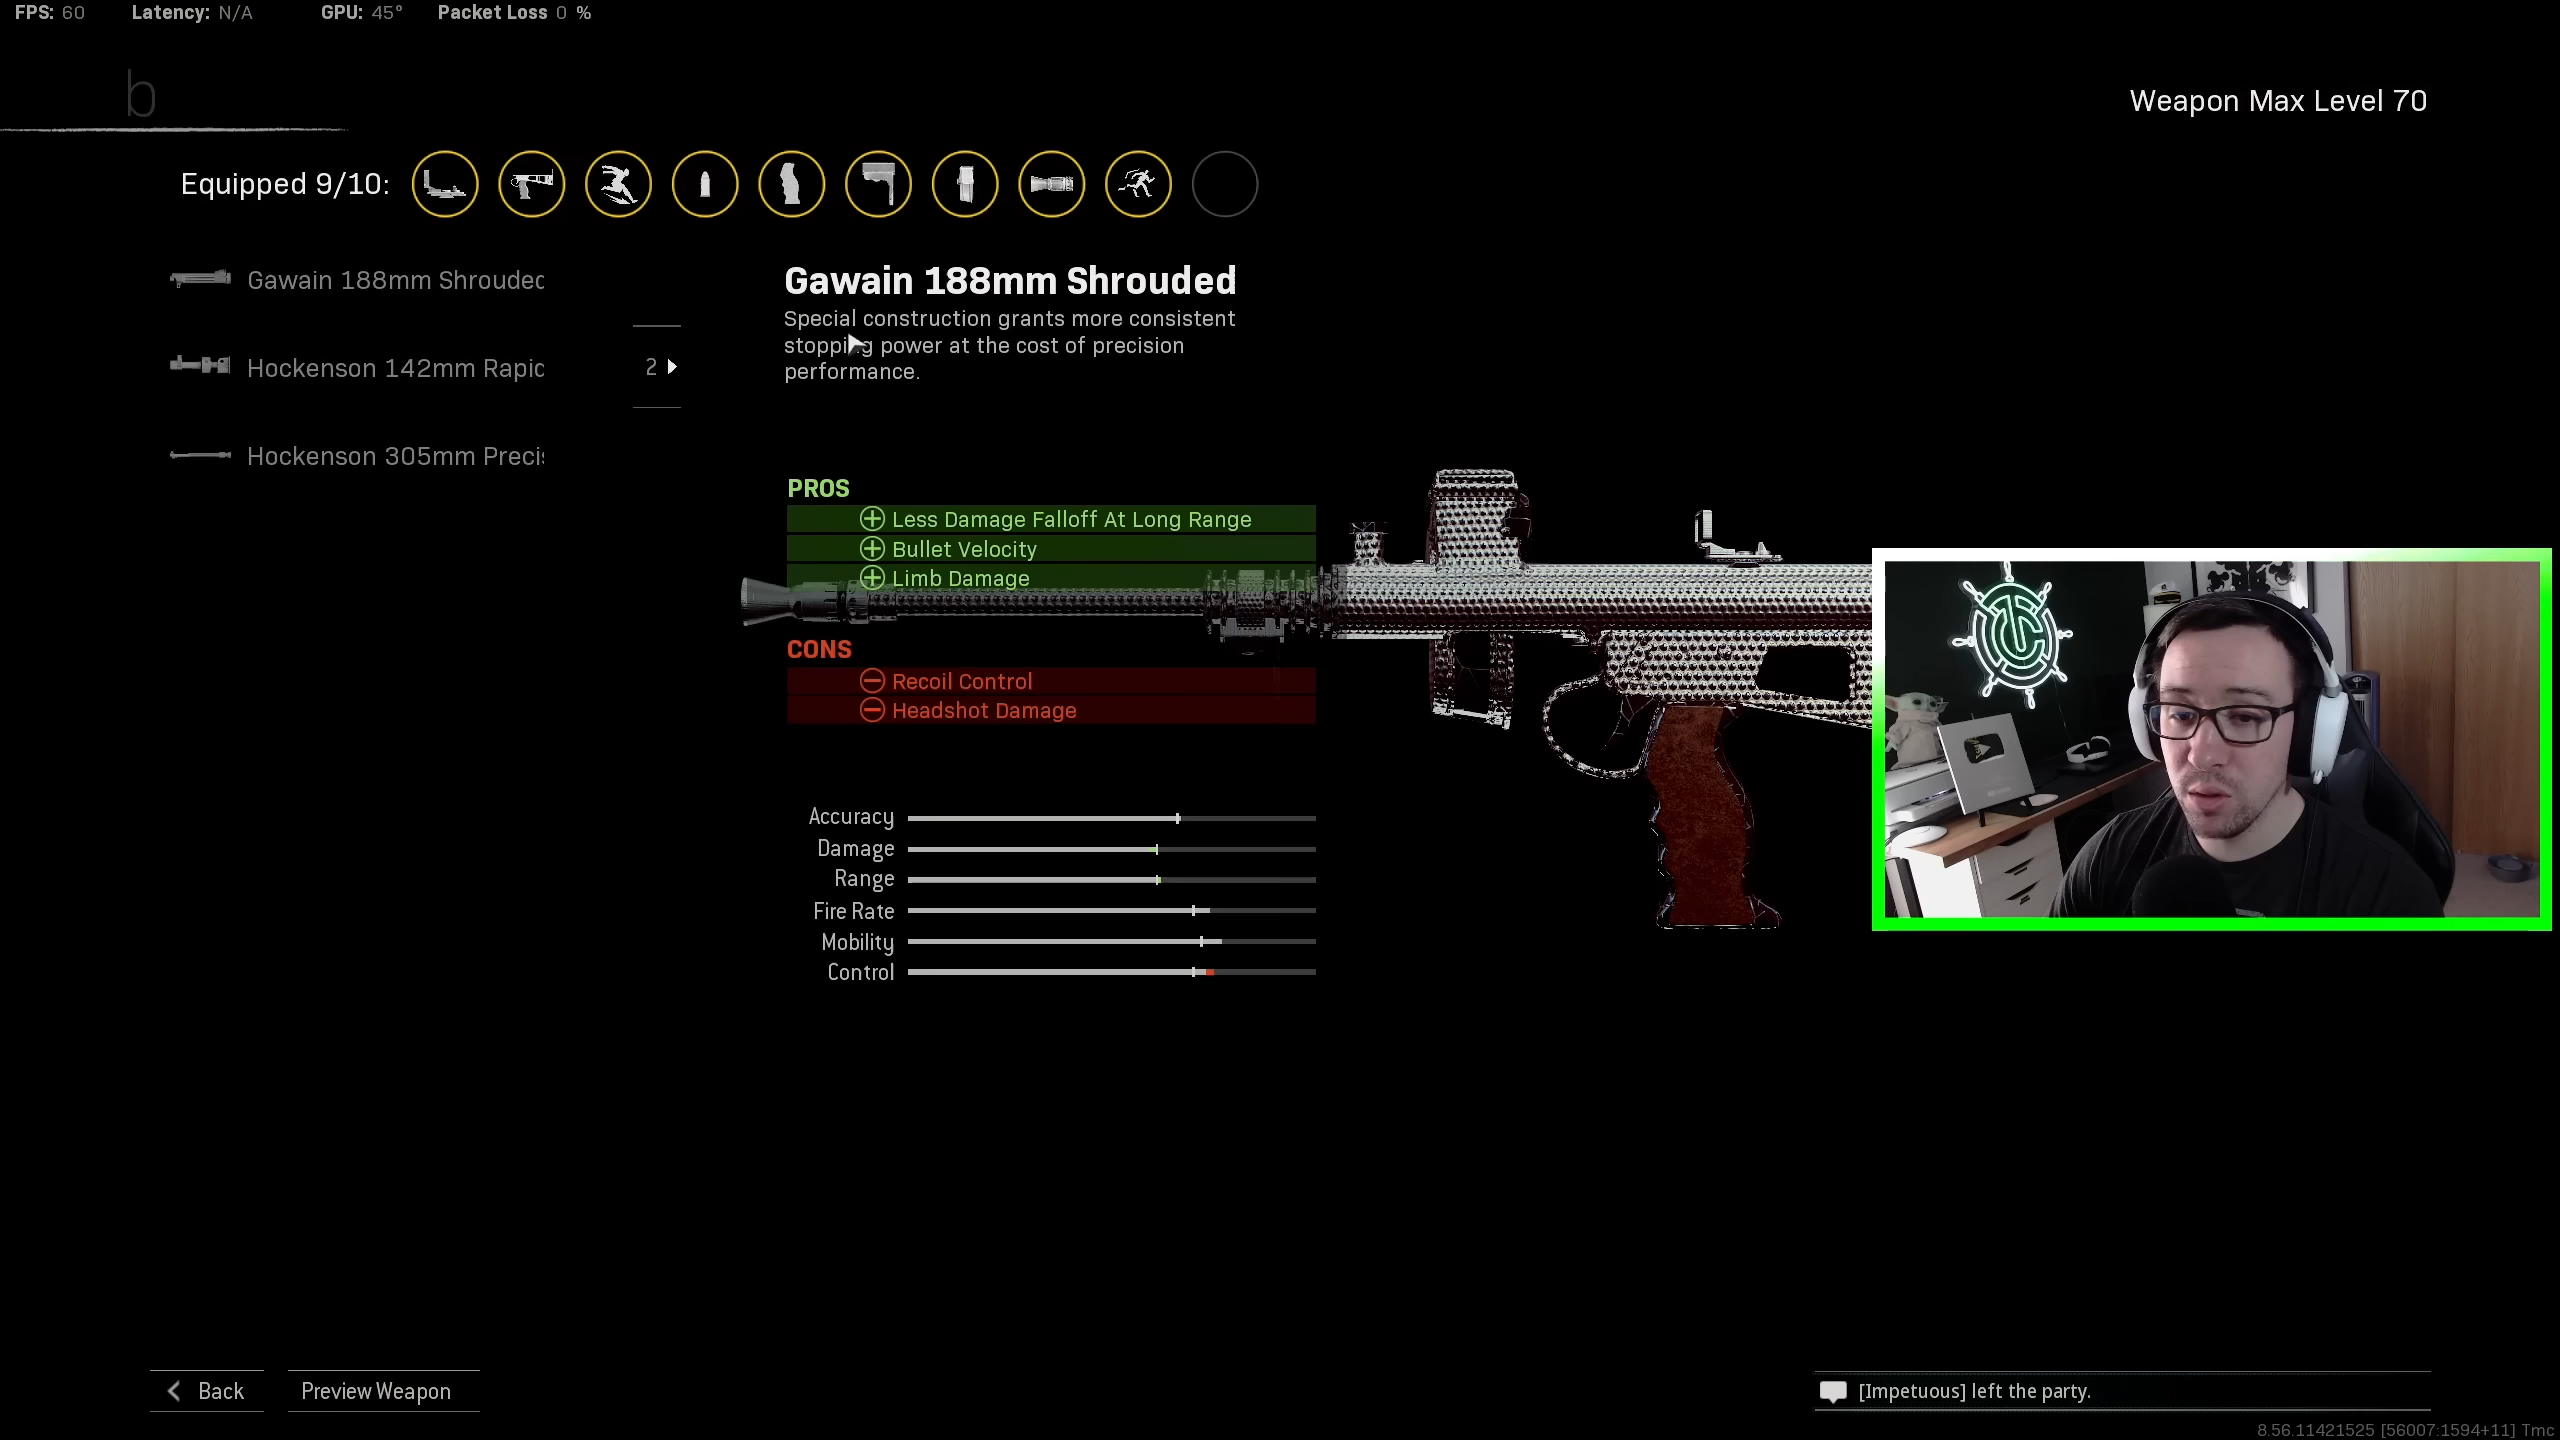 FPS: 60 Latency: N/A GPU: 45° Packet Loss 0 %
b
Weapon Max Level 70
Equipped 9/10:
Gawain 188mm Shrouded
Hockenson 142mm Rapid
Hockenson 305mm Precis
2
Gawain 188mm Shrouded
Special construction grants more consistent
stopping power at the cost of precision
performance.
PROS
Less Damage Falloff At Long Range
Bullet Velocity
Limb Damage
CONS
Recoil Control
Headshot Damage
Accuracy
Damage
Range
Fire Rate
Mobility
Control
Back
Preview Weapon
[Impetuous] left the party.
8.56.11421525 [56007:1594+11] Tmc